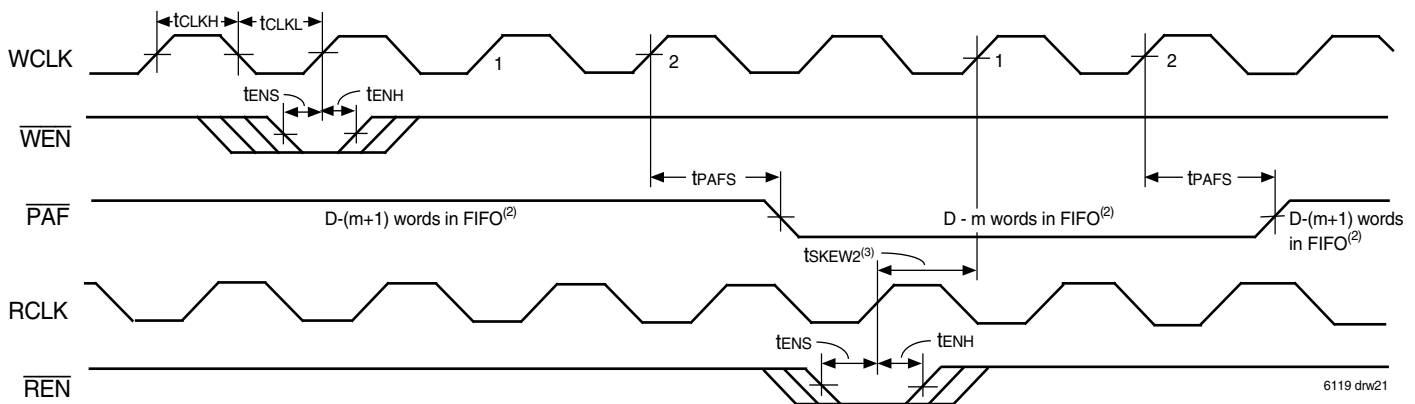 tCLKH tCLKL
WCLK 1 2 1 2
tENS tENH
WEN
tPAFS tPAFS
PAF D-(m+1) words in FIFO(2) D - m words in FIFO(2) D-(m+1) words
in FIFO(2)
tSKEW2(3)
RCLK
tENS tENH
REN
6119 drw21